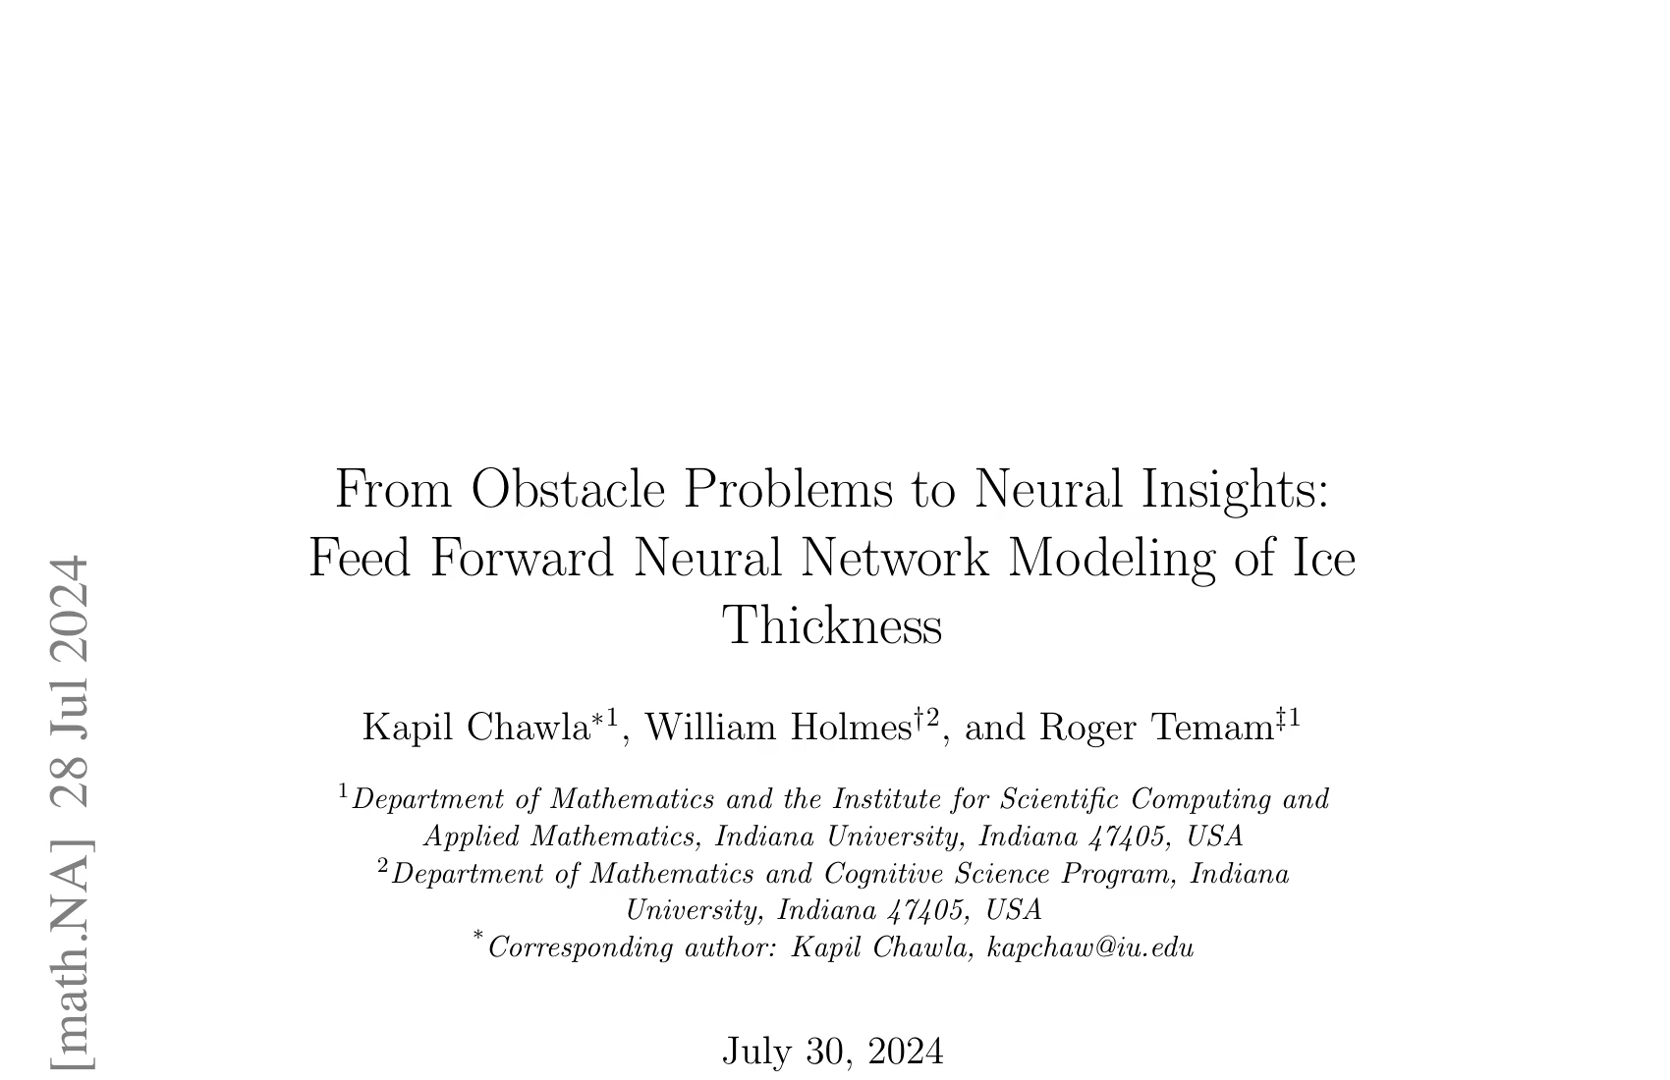 From Obstacle Problems to Neural Insights:
Feed Forward Neural Network Modeling of Ice
Thickness
Kapil Chawla*1, William Holmes†2, and Roger Temam‡1
1Department of Mathematics and the Institute for Scientific Computing and
Applied Mathematics, Indiana University, Indiana 47405, USA
2Department of Mathematics and Cognitive Science Program, Indiana
University, Indiana 47405, USA
*Corresponding author: Kapil Chawla, kapchaw@iu.edu
July 30, 2024
[math.NA] 28 Jul 2024